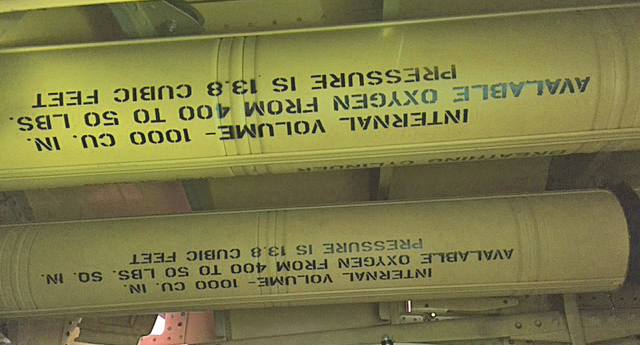 INTERNAL VOLUME- 1000 CU. IN.
AVALABLE OXYGEN FROM 400 TO 50 LBS. SQ. IN.
PRESSURE IS 13.8 CUBIC FEET
BREATHING CYLINDER
INTERNAL VOLUME- 1000 CU. IN.
AVALABLE OXYGEN FROM 400 TO 50 LBS.
PRESSURE IS 13.8 CUBIC FEET